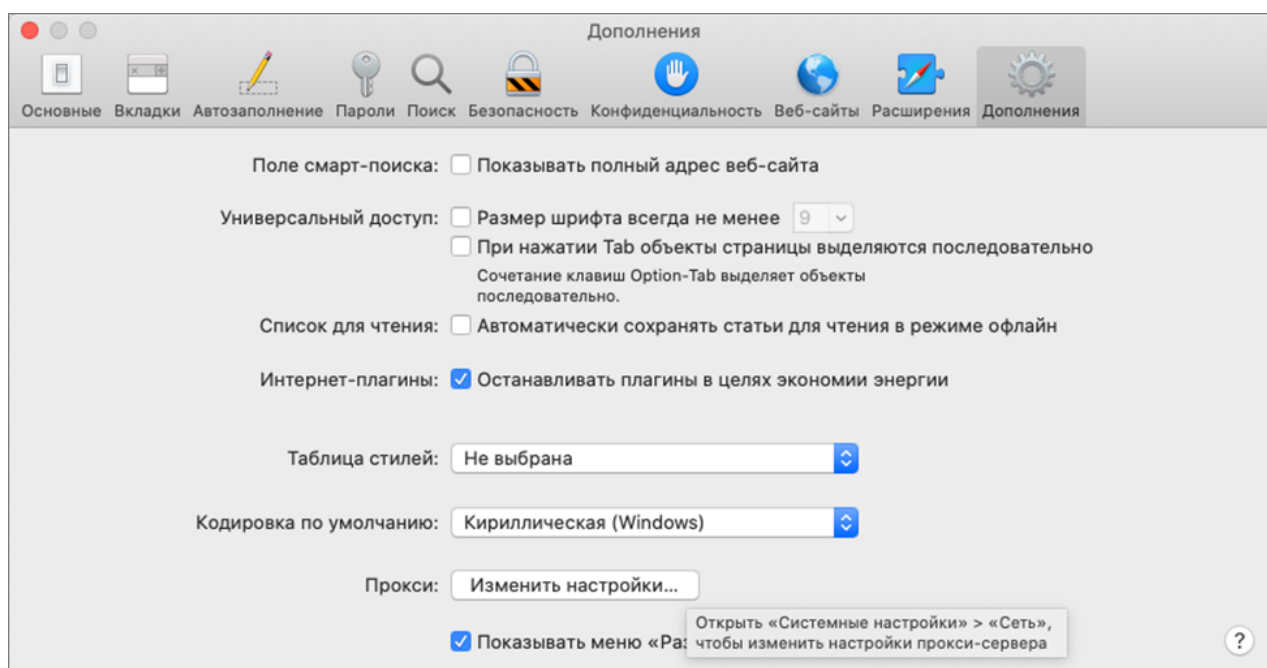 Дополнения
Основные Вкладки Автозаполнение Пароли Поиск Безопасность Конфиденциальность Веб-сайты Расширения Дополнения
Поле смарт-поиска: Показывать полный адрес веб-сайта
Универсальный доступ: Размер шрифта всегда не менее 9
При нажатии Tab объекты страницы выделяются последовательно
Сочетание клавиш Option-Tab выделяет объекты
последовательно.
Список для чтения: Автоматически сохранять статьи для чтения в режиме офлайн
Интернет-плагины: Останавливать плагины в целях экономии энергии
Таблица стилей: Не выбрана
Кодировка по умолчанию: Кириллическая (Windows)
Прокси: Изменить настройки...
Открыть «Системные настройки» > «Сеть»,
чтобы изменить настройки прокси-сервера
Показывать меню «Раз
?